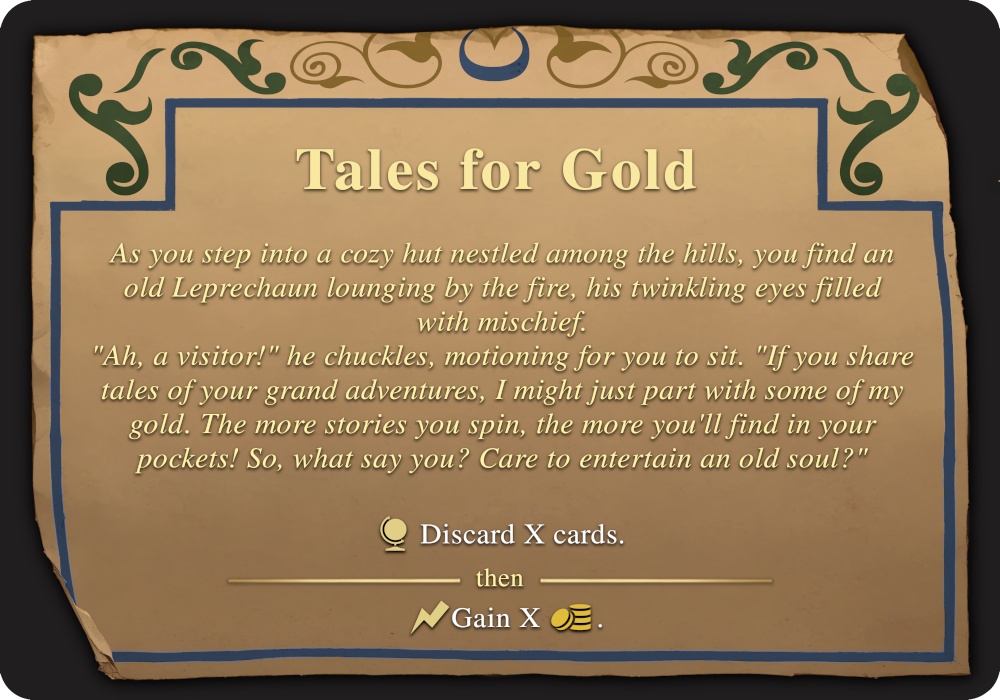 Tales for Gold
As you step into a cozy hut nestled among the hills, you find an
old Leprechaun lounging by the fire, his twinkling eyes filled
with mischief.
"Ah, a visitor!" he chuckles, motioning for you to sit. "If you share
tales of your grand adventures, I might just part with some of my
gold. The more stories you spin, the more you'll find in your
pockets! So, what say you? Care to entertain an old soul?"
Discard X cards.
then
Gain X .